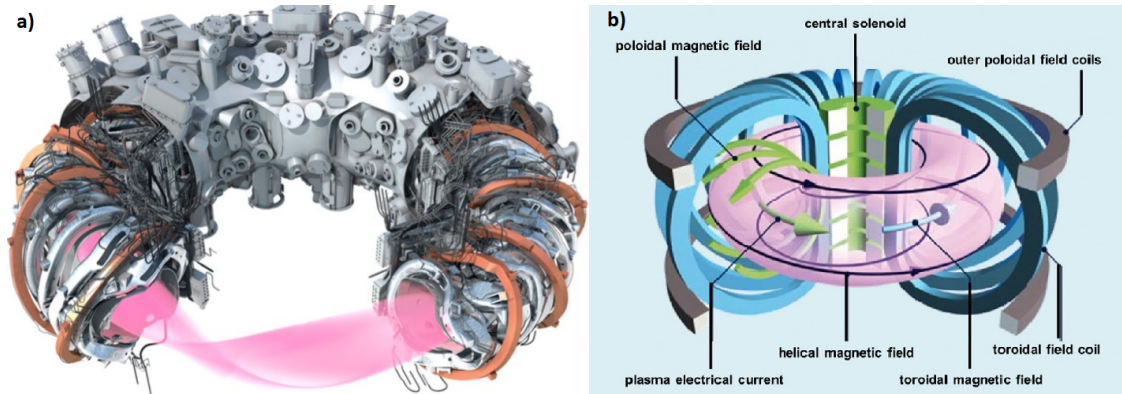 a)
b)
central solenoid
poloidal magnetic field
outer poloidal field coils
helical magnetic field
toroidal field coil
plasma electrical current
toroidal magnetic field